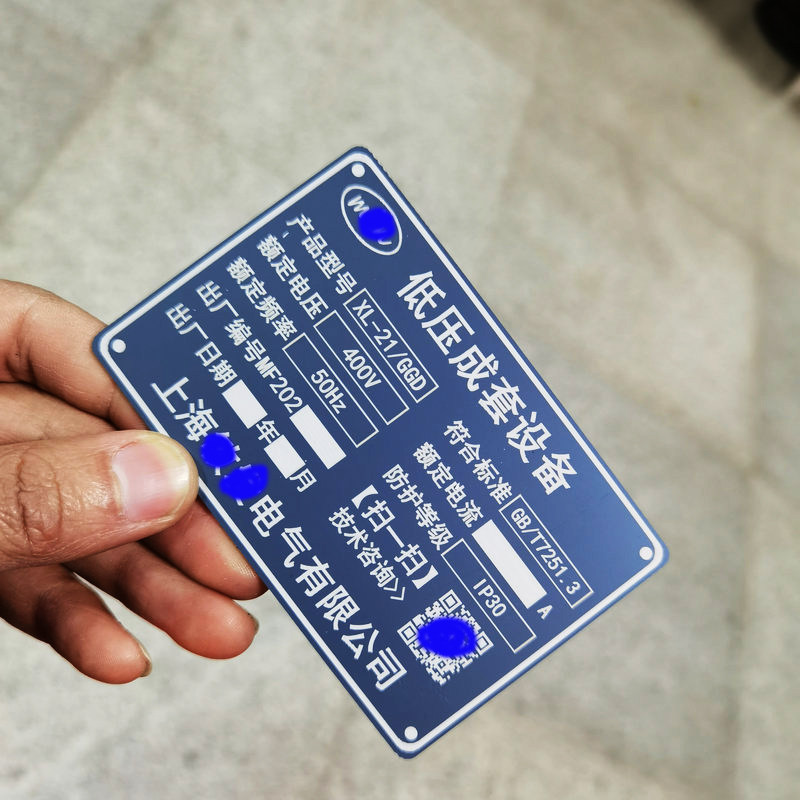 W
低压成套设备
产品型号 XL-21/GGD
符合标准 GB/T7251.3
额定电压 400V
额定电流 A
额定频率 50Hz
防护等级 IP30
出厂编号MF202
【扫一扫】
出厂日期 年 月
技术咨询>>
上海 电气有限公司